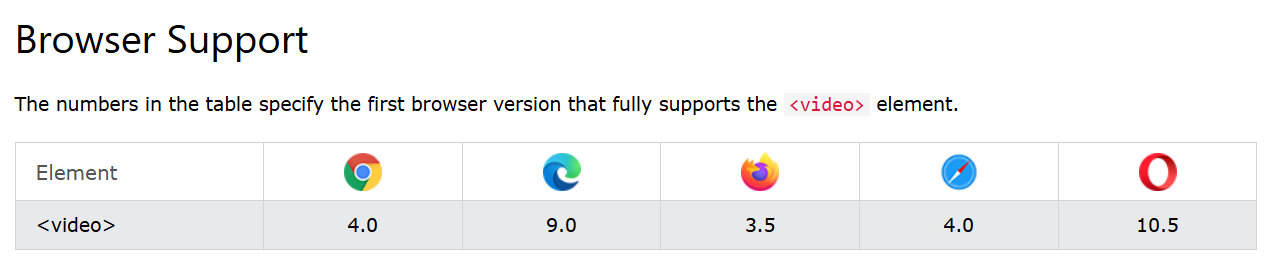 Browser Support
The numbers in the table specify the first browser version that fully supports the <video> element.
Element
<video> 4.0 9.0 3.5 4.0 10.5